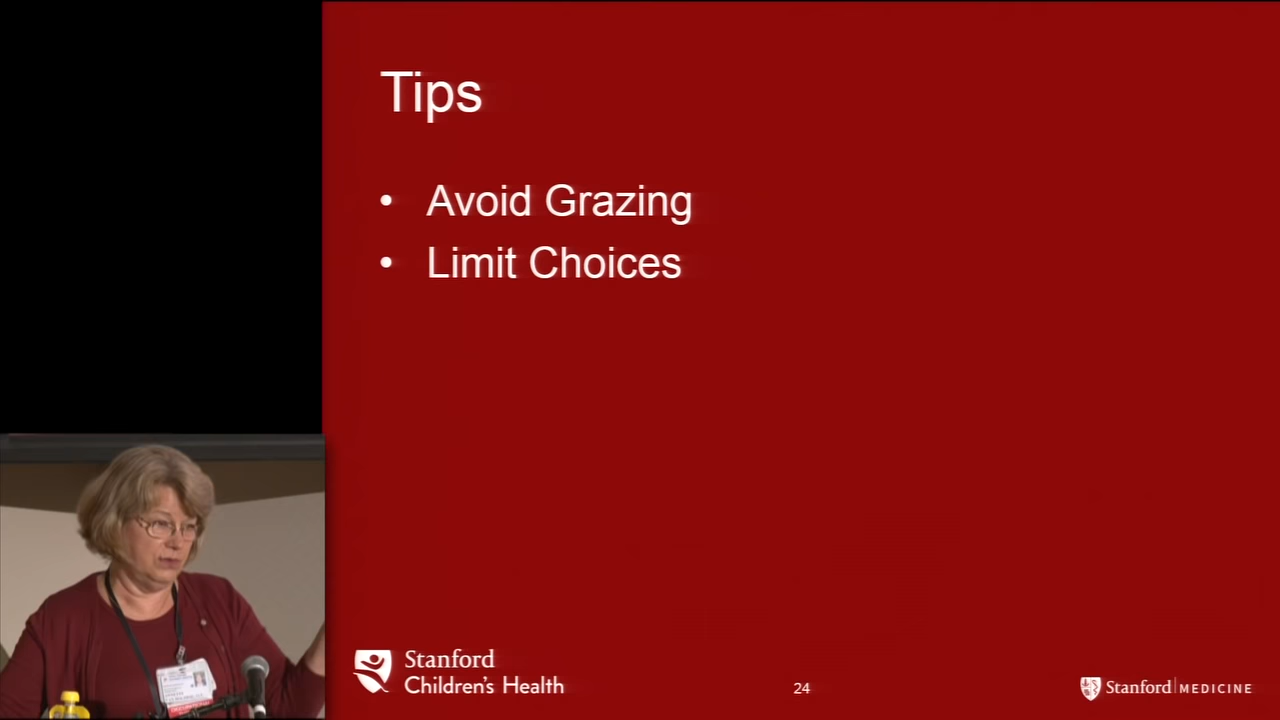 Tips
• Avoid Grazing
• Limit Choices
Stanford
Children's Health
24
Stanford MEDICINE